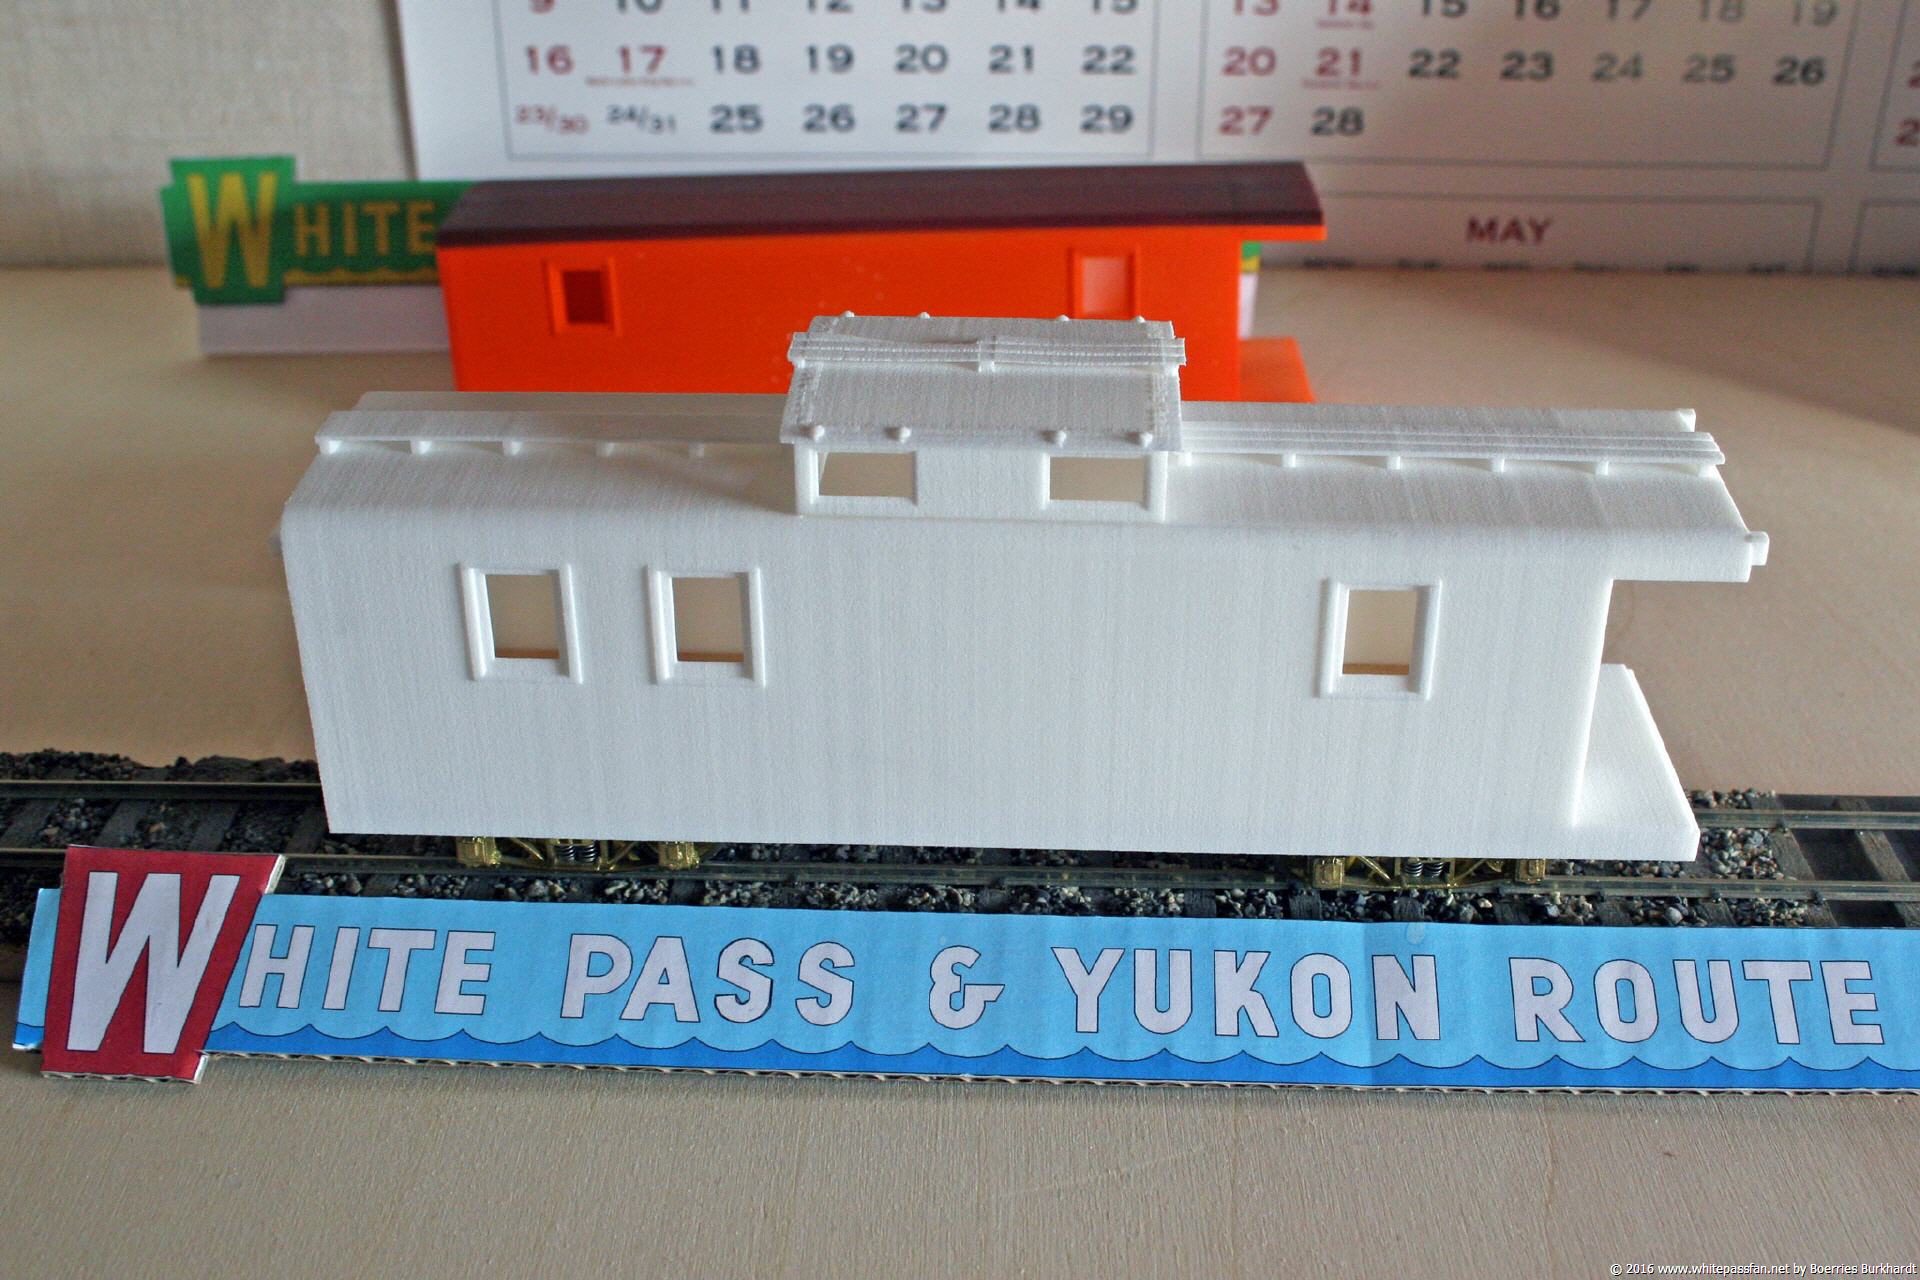 9 10 11 12 13 14 15
16 17 18 19 20 21 22
23/30 24/31 25 26 27 28 29
13 14 15 16 17 18 19
20 21 22 23 24 25 26
27 28
MAY
WHITE
WHITE PASS & YUKON ROUTE
© 2016 www.whitepassfan.net by Boerries Burkhardt